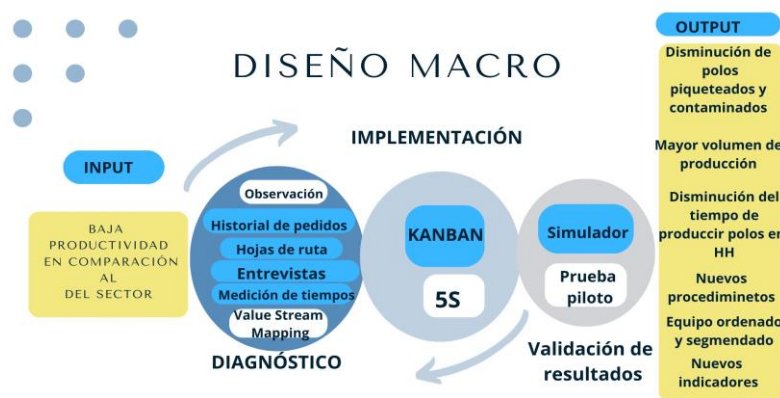 DISEÑO MACRO
INPUT
BAJA
PRODUCTIVIDAD
EN COMPARACIÓN
AL
DEL SECTOR
Observación
Historial de pedidos
Hojas de ruta
Entrevistas
Medición de tiempos
Value Stream
Mapping
DIAGNÓSTICO
IMPLEMENTACIÓN
KANBAN
5S
Simulador
Prueba
piloto
Validación de
resultados
OUTPUT
Disminución de
polos
piqueteados y
contaminados
Mayor volumen de
producción
Disminución del
tiempo de
producir polos en
HH
Nuevos
procediminetos
Equipo ordenado
y segmendado
Nuevos
indicadores